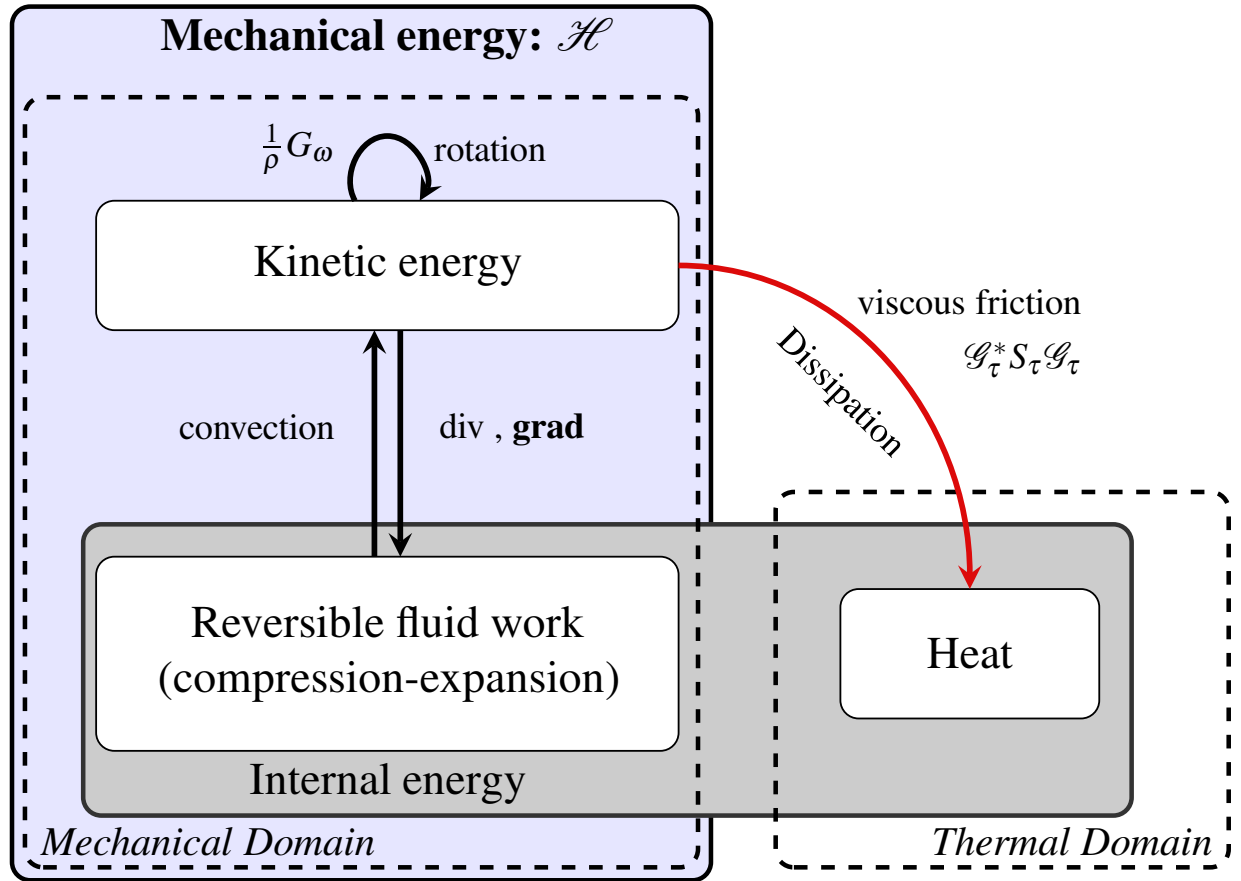 Mechanical energy: ℋ
1/ρ G_ω
rotation
Kinetic energy
viscous friction
𝒢*_τ S_τ 𝒢_τ
Dissipation
convection
div , grad
Reversible fluid work
(compression-expansion)
Heat
Internal energy
Mechanical Domain
Thermal Domain